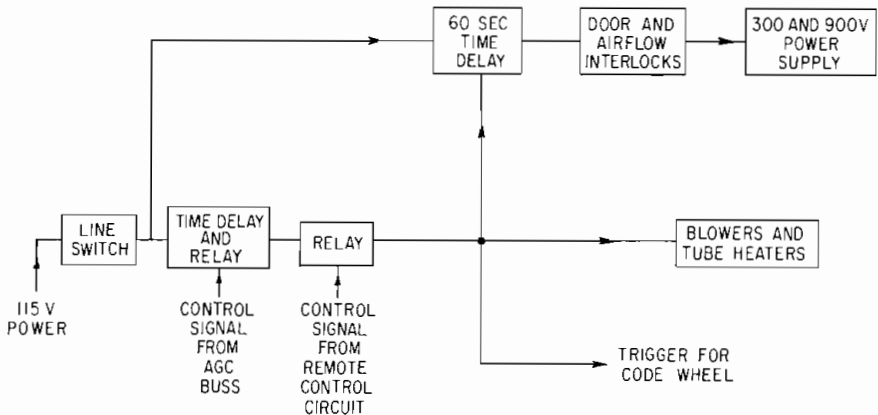 60 SEC
TIME
DELAY
DOOR AND
AIRFLOW
INTERLOCKS
300 AND 900V
POWER
SUPPLY
LINE
SWITCH
TIME DELAY
AND
RELAY
RELAY
BLOWERS AND
TUBE HEATERS
115 V
POWER
CONTROL
SIGNAL
FROM
AGC
BUSS
CONTROL
SIGNAL
FROM
REMOTE
CONTROL
CIRCUIT
TRIGGER FOR
CODE WHEEL